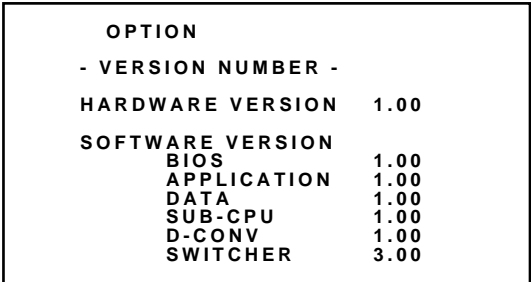 OPTION
- VERSION NUMBER -
HARDWARE VERSION 1.00
SOFTWARE VERSION
BIOS 1.00
APPLICATION 1.00
DATA 1.00
SUB-CPU 1.00
D-CONV 1.00
SWITCHER 3.00